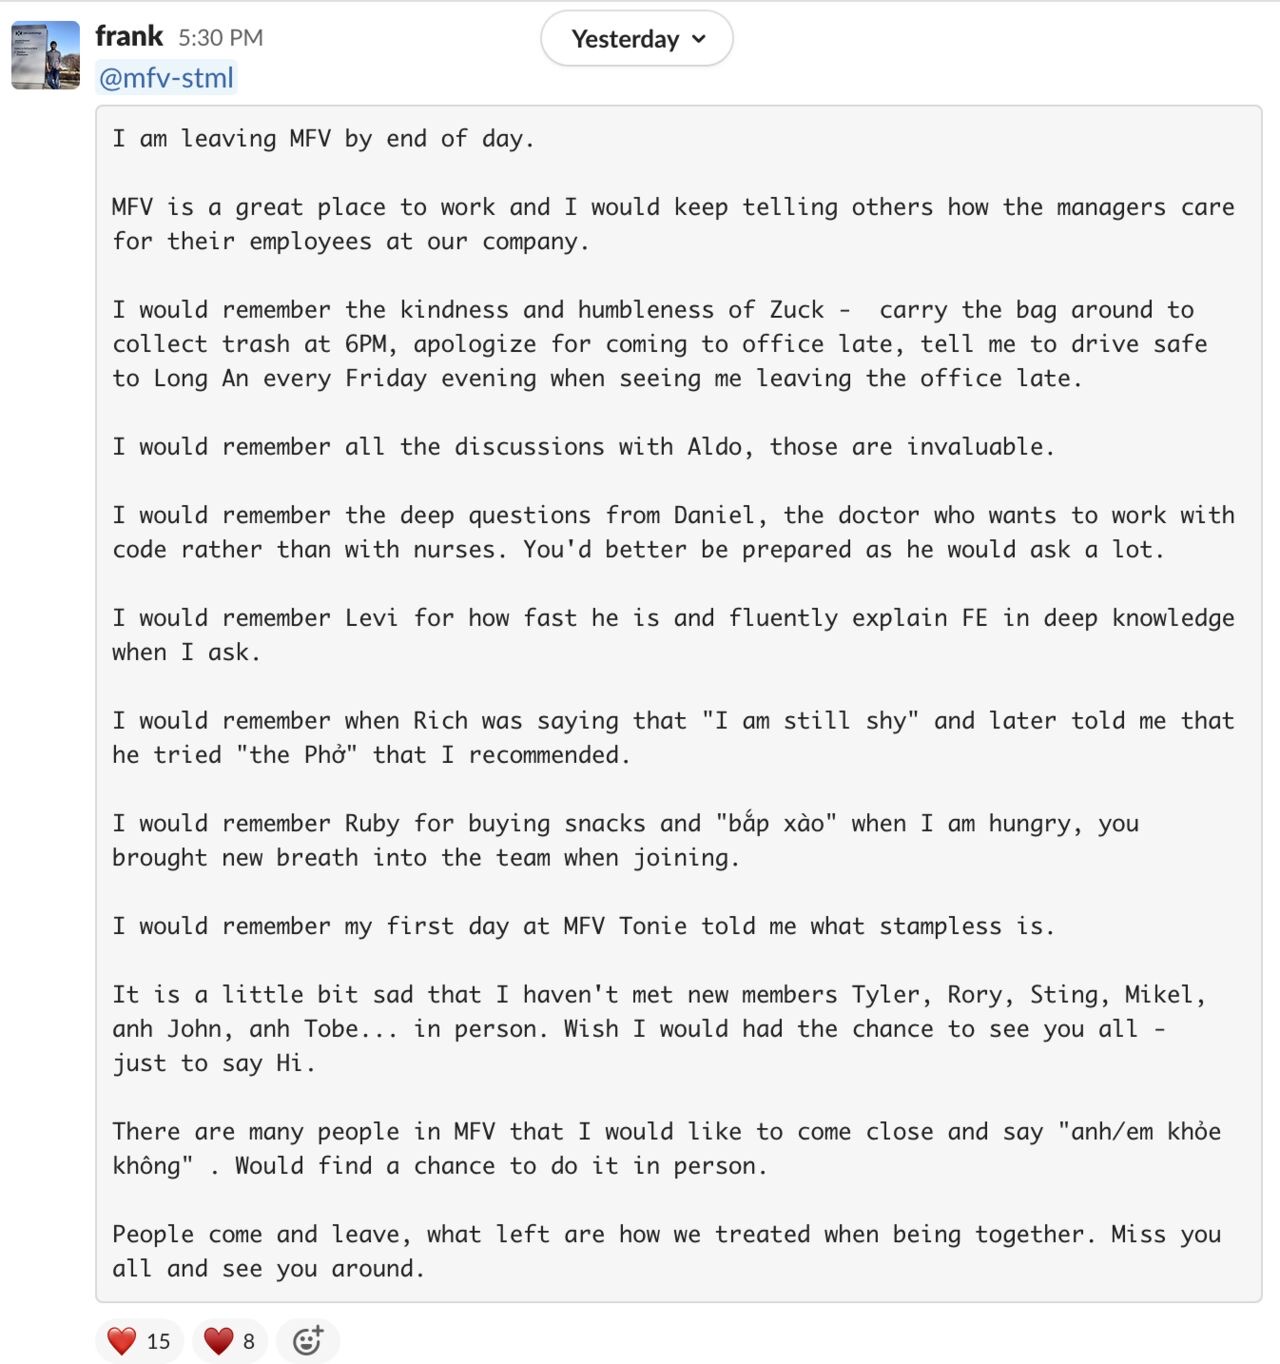 frank 5:30 PM
Yesterday
@mfv-stml
I am leaving MFV by end of day.
MFV is a great place to work and I would keep telling others how the managers care
for their employees at our company.
I would remember the kindness and humbleness of Zuck -  carry the bag around to
collect trash at 6PM, apologize for coming to office late, tell me to drive safe
to Long An every Friday evening when seeing me leaving the office late.
I would remember all the discussions with Aldo, those are invaluable.
I would remember the deep questions from Daniel, the doctor who wants to work with
code rather than with nurses. You'd better be prepared as he would ask a lot.
I would remember Levi for how fast he is and fluently explain FE in deep knowledge
when I ask.
I would remember when Rich was saying that "I am still shy" and later told me that
he tried "the Phở" that I recommended.
I would remember Ruby for buying snacks and "bắp xào" when I am hungry, you
brought new breath into the team when joining.
I would remember my first day at MFV Tonie told me what stampless is.
It is a little bit sad that I haven't met new members Tyler, Rory, Sting, Mikel,
anh John, anh Tobe... in person. Wish I would had the chance to see you all -
just to say Hi.
There are many people in MFV that I would like to come close and say "anh/em khỏe
không" . Would find a chance to do it in person.
People come and leave, what left are how we treated when being together. Miss you
all and see you around.
15 8